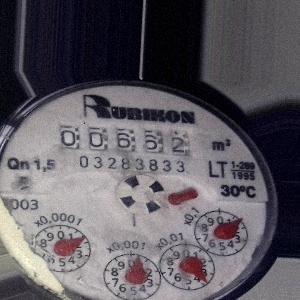 RUBIKON
00652 m³
Qn 1,5 03283833 LT 1-299
1995
30°C
003
x0,0001
x0,001
x0,01
x0,1